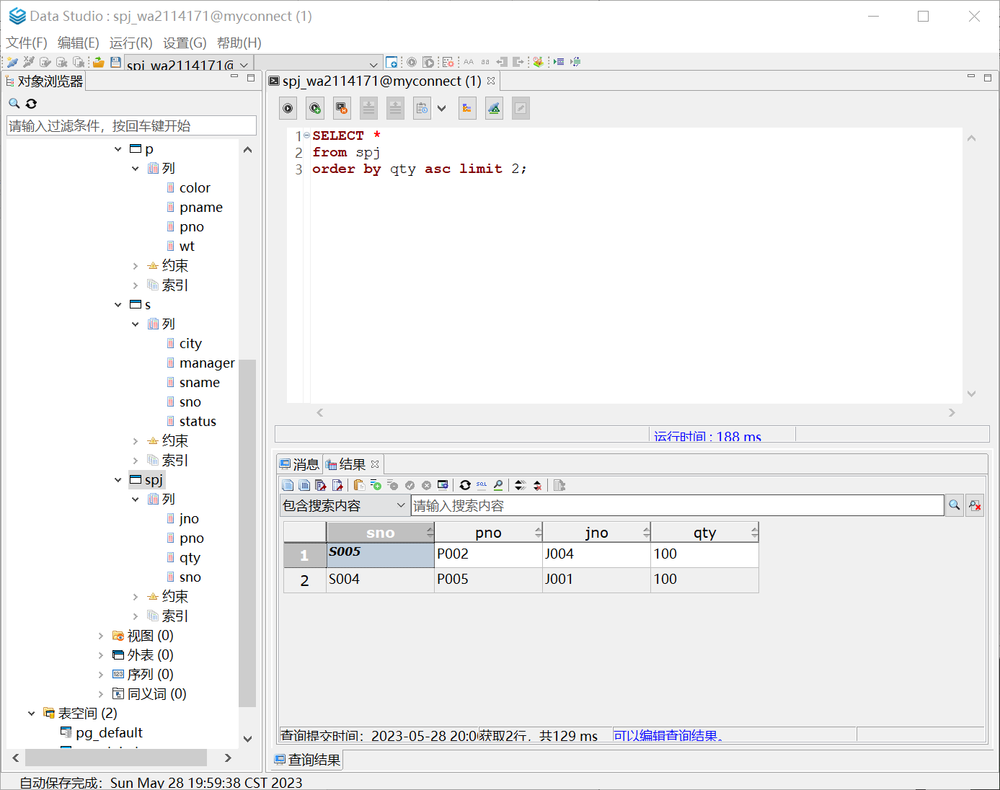 Data Studio : spj_wa2114171@myconnect (1)
文件(F) 编辑(E) 运行(R) 设置(G) 帮助(H)
spj_wa2114171@
AA aa
对象浏览器
请输入过滤条件，按回车键开始
p
列
color
pname
pno
wt
约束
索引
s
列
city
manager
sname
sno
status
约束
索引
spj
列
jno
pno
qty
sno
约束
索引
视图 (0)
外表 (0)
序列 (0)
同义词 (0)
表空间 (2)
pg_default
spj_wa2114171@myconnect (1)
1 SELECT *
2 from spj
3 order by qty asc limit 2;
运行时间 : 188 ms
消息 结果
SQL
包含搜索内容 请输入搜索内容
sno pno jno qty
1 S005 P002 J004 100
2 S004 P005 J001 100
查询提交时间：2023-05-28 20:0 获取2行，共129 ms 可以编辑查询结果。
查询结果
自动保存完成：Sun May 28 19:59:38 CST 2023